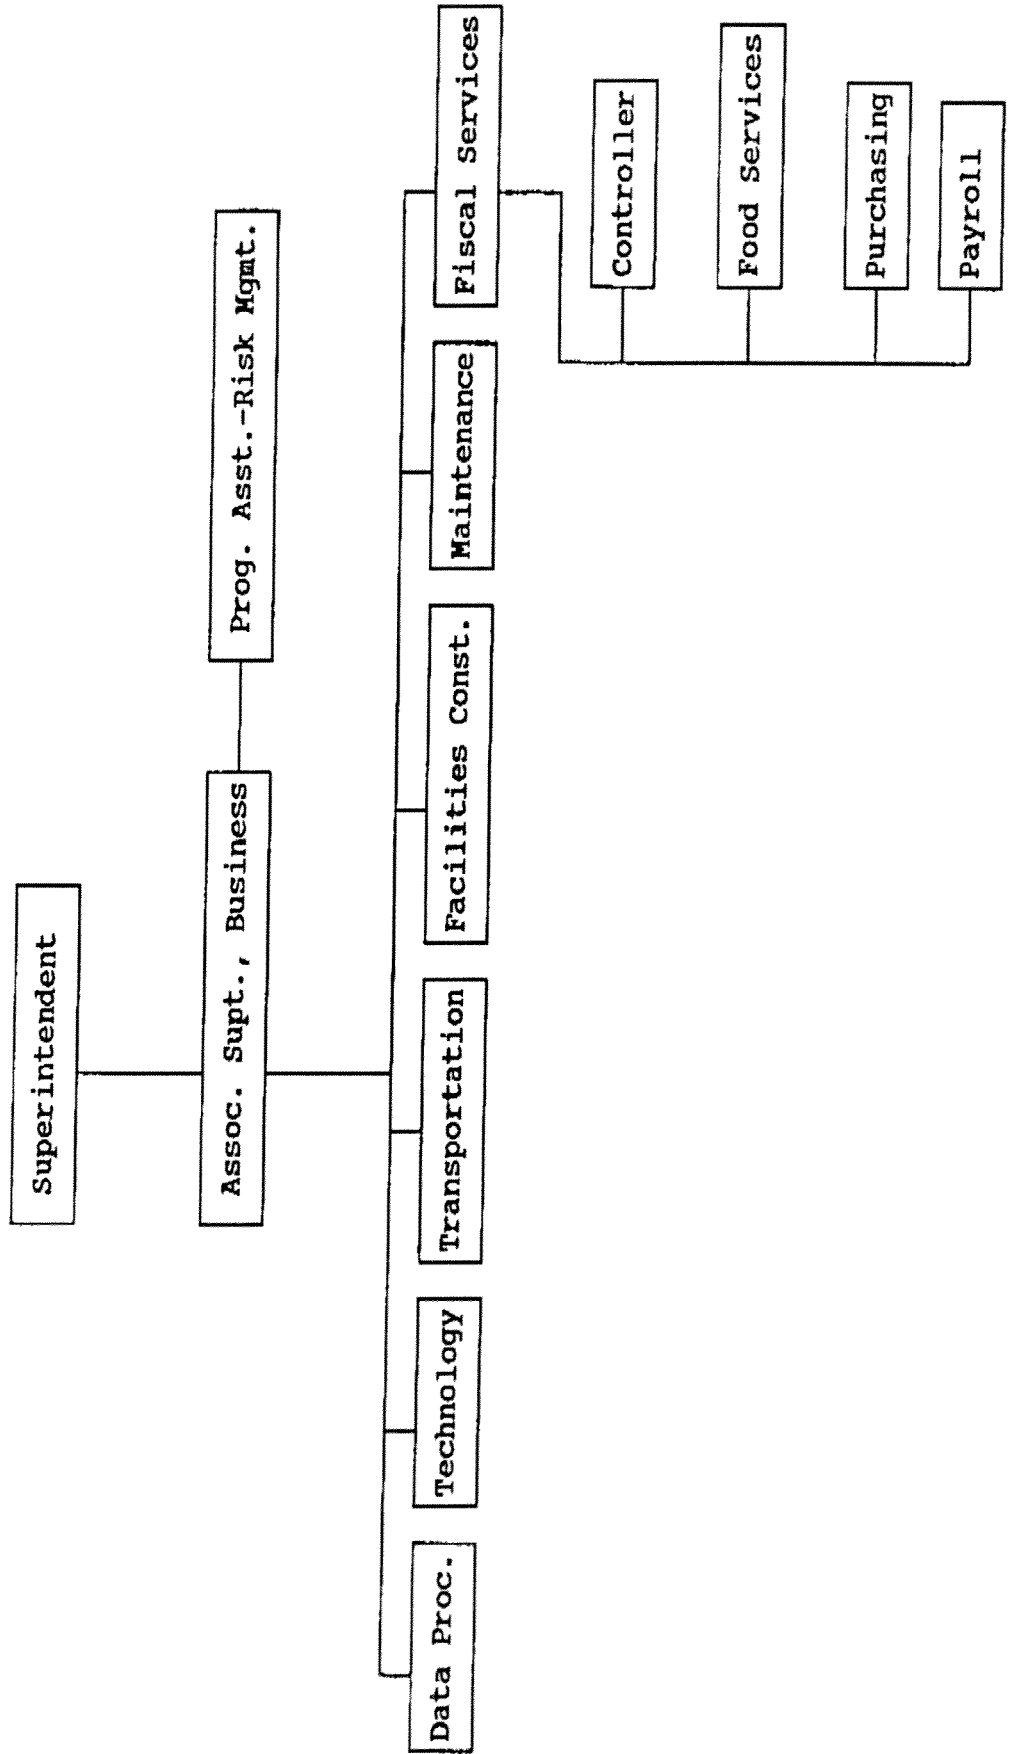 Superintendent
Assoc. Supt., Business
Prog. Asst.-Risk Mgmt.
Data Proc.
Technology
Transportation
Facilities Const.
Maintenance
Fiscal Services
Controller
Food Services
Purchasing
Payroll